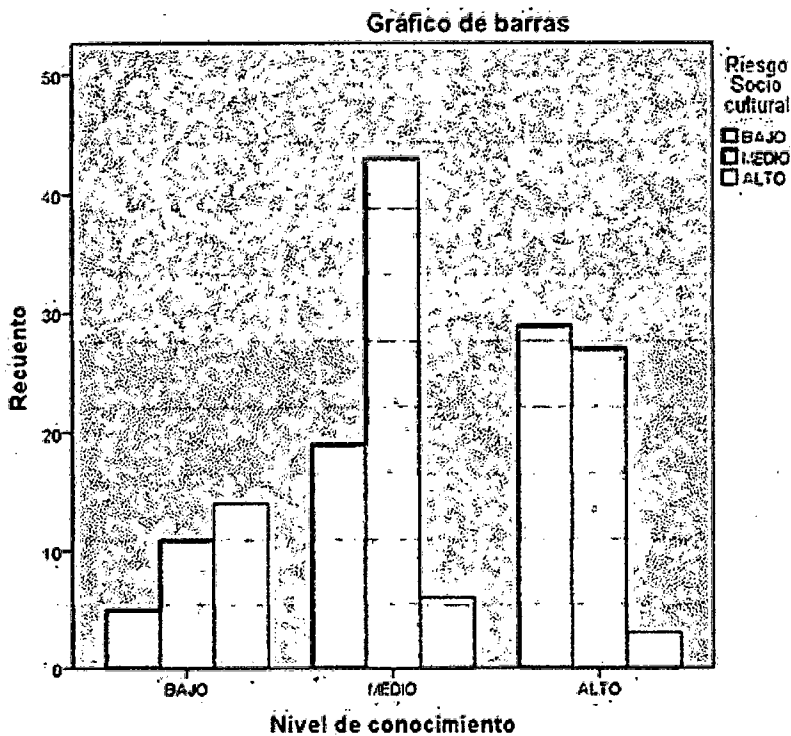 Gráfico de barras
Riesgo
Socio
cultural
BAJO
MEDIO
ALTO
50
40
30
20
10
0
Recuento
BAJO MEDIO ALTO
Nivel de conocimiento